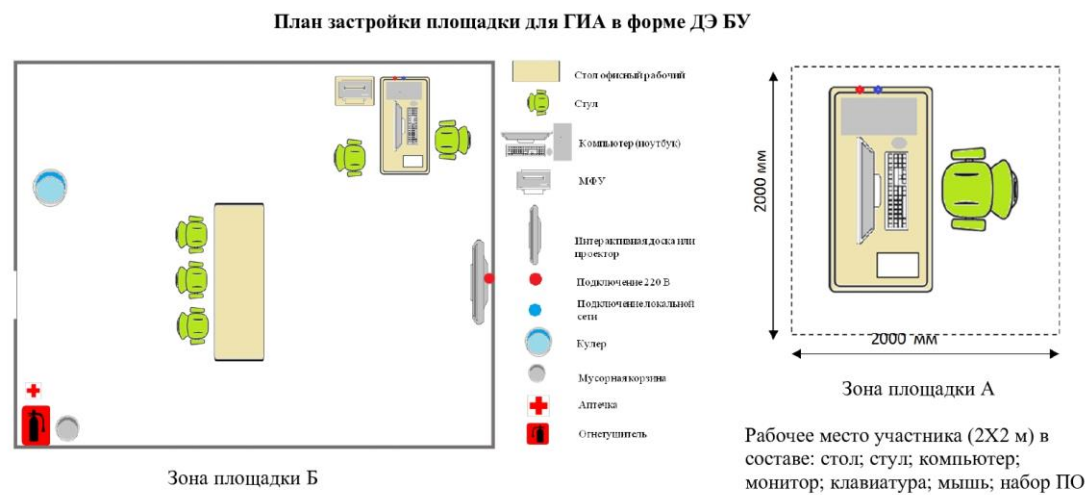 План застройки площадки для ГИА в форме ДЭ БУ
Стол офисный рабочий
Стул
Компьютер (ноутбук)
МФУ
Интерактивная доска или
проектор
Подключение 220 В
Подключение локальной
сети
Кулер
Мусорная корзина
Аптечка
Огнетушитель
Зона площадки Б
2000 мм
2000 мм
Зона площадки А
Рабочее место участника (2Х2 м) в
составе: стол; стул; компьютер;
монитор; клавиатура; мышь; набор ПО